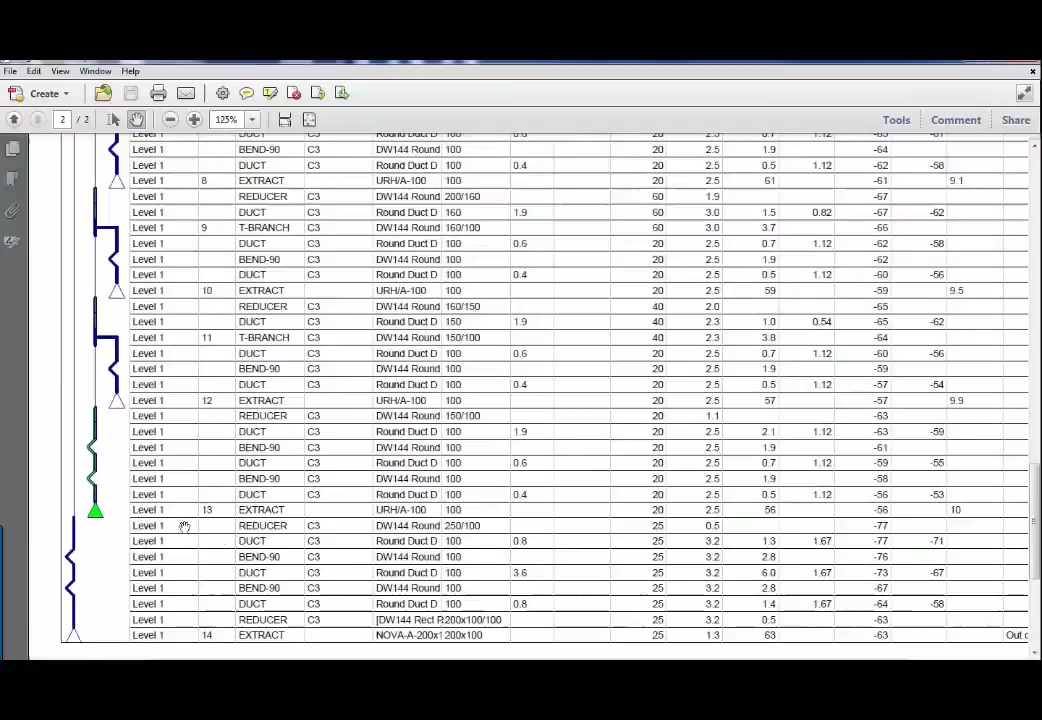 File Edit View Window Help
Create
2 / 2 125% Tools Comment Share
Level 1 DUCT C3 Round Duct D 100 0.6 20 2.5 0.7 1.12 -63 -61
Level 1 BEND-90 C3 DW144 Round 100 20 2.5 1.9 -64
Level 1 DUCT C3 Round Duct D 100 0.4 20 2.5 0.5 1.12 -62 -58
Level 1 8 EXTRACT URH/A-100 100 20 2.5 61 -61 9.1
Level 1 REDUCER C3 DW144 Round 200/160 60 1.9 -67
Level 1 DUCT C3 Round Duct D 160 1.9 60 3.0 1.5 0.82 -67 -62
Level 1 9 T-BRANCH C3 DW144 Round 160/100 60 3.0 3.7 -66
Level 1 DUCT C3 Round Duct D 100 0.6 20 2.5 0.7 1.12 -62 -58
Level 1 BEND-90 C3 DW144 Round 100 20 2.5 1.9 -62
Level 1 DUCT C3 Round Duct D 100 0.4 20 2.5 0.5 1.12 -60 -56
Level 1 10 EXTRACT URH/A-100 100 20 2.5 59 -59 9.5
Level 1 REDUCER C3 DW144 Round 160/150 40 2.0 -65
Level 1 DUCT C3 Round Duct D 150 1.9 40 2.3 1.0 0.54 -65 -62
Level 1 11 T-BRANCH C3 DW144 Round 150/100 40 2.3 3.8 -64
Level 1 DUCT C3 Round Duct D 100 0.6 20 2.5 0.7 1.12 -60 -56
Level 1 BEND-90 C3 DW144 Round 100 20 2.5 1.9 -59
Level 1 DUCT C3 Round Duct D 100 0.4 20 2.5 0.5 1.12 -57 -54
Level 1 12 EXTRACT URH/A-100 100 20 2.5 57 -57 9.9
Level 1 REDUCER C3 DW144 Round 150/100 20 1.1 -63
Level 1 DUCT C3 Round Duct D 100 1.9 20 2.5 2.1 1.12 -63 -59
Level 1 BEND-90 C3 DW144 Round 100 20 2.5 1.9 -61
Level 1 DUCT C3 Round Duct D 100 0.6 20 2.5 0.7 1.12 -59 -55
Level 1 BEND-90 C3 DW144 Round 100 20 2.5 1.9 -58
Level 1 DUCT C3 Round Duct D 100 0.4 20 2.5 0.5 1.12 -56 -53
Level 1 13 EXTRACT URH/A-100 100 20 2.5 56 -56 10
Level 1 REDUCER C3 DW144 Round 250/100 25 0.5 -77
Level 1 DUCT C3 Round Duct D 100 0.8 25 3.2 1.3 1.67 -77 -71
Level 1 BEND-90 C3 DW144 Round 100 25 3.2 2.8 -76
Level 1 DUCT C3 Round Duct D 100 3.6 25 3.2 6.0 1.67 -73 -67
Level 1 BEND-90 C3 DW144 Round 100 25 3.2 2.8 -67
Level 1 DUCT C3 Round Duct D 100 0.8 25 3.2 1.4 1.67 -64 -58
Level 1 REDUCER C3 [DW144 Rect R 200x100/100 25 3.2 0.5 -63
Level 1 14 EXTRACT NOVA-A-200x1 200x100 25 1.3 63 -63 Out